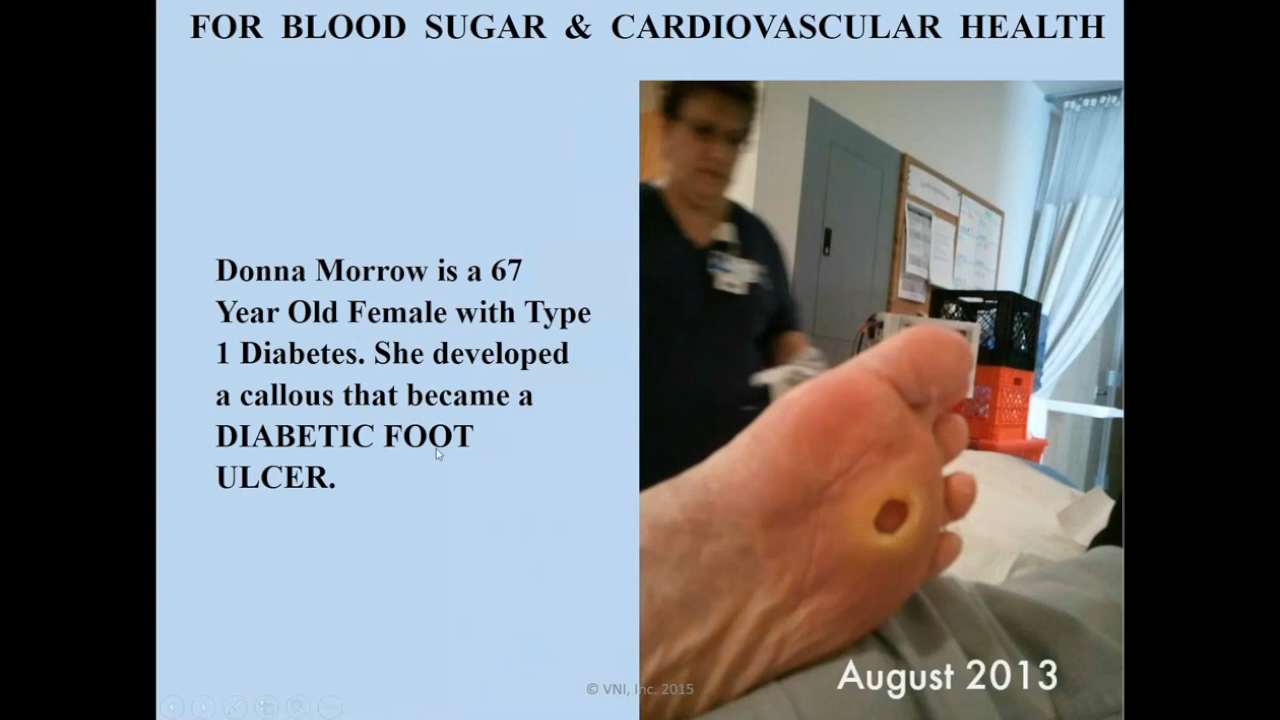 FOR BLOOD SUGAR & CARDIOVASCULAR HEALTH
Donna Morrow is a 67
Year Old Female with Type
1 Diabetes. She developed
a callous that became a
DIABETIC FOOT
ULCER.
© VNI, Inc. 2015
August 2013